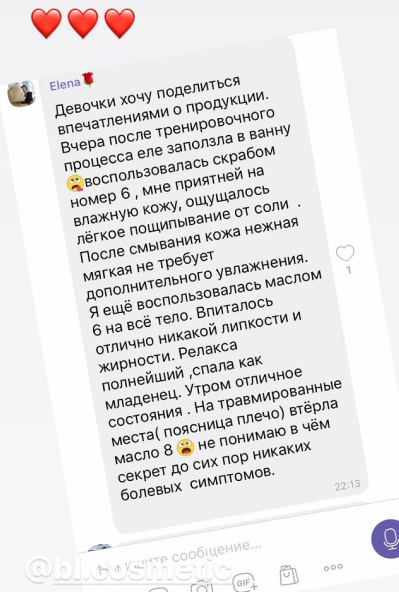 Elena🌹
Девочки хочу поделиться
впечатлениями о продукции.
Вчера после тренировочного
процесса еле заползла в ванну
😲воспользовалась скрабом
номер 6 , мне приятней на
влажную кожу, ощущалось
лёгкое пощипывание от соли .
После смывания кожа нежная
мягкая не требует
дополнительного увлажнения.
Я ещё воспользовалась маслом
6 на всё тело. Впиталось
отлично никакой липкости и
жирности. Релакса
полнейший ,спала как
младенец. Утром отличное
состояния . На травмированные
места( поясница плечо) втёрла
масло 8 😲 не понимаю в чём
секрет до сих пор никаких
болевых симптомов.
1
22:13
сообщение...
@bl.cosmetic
GIF+